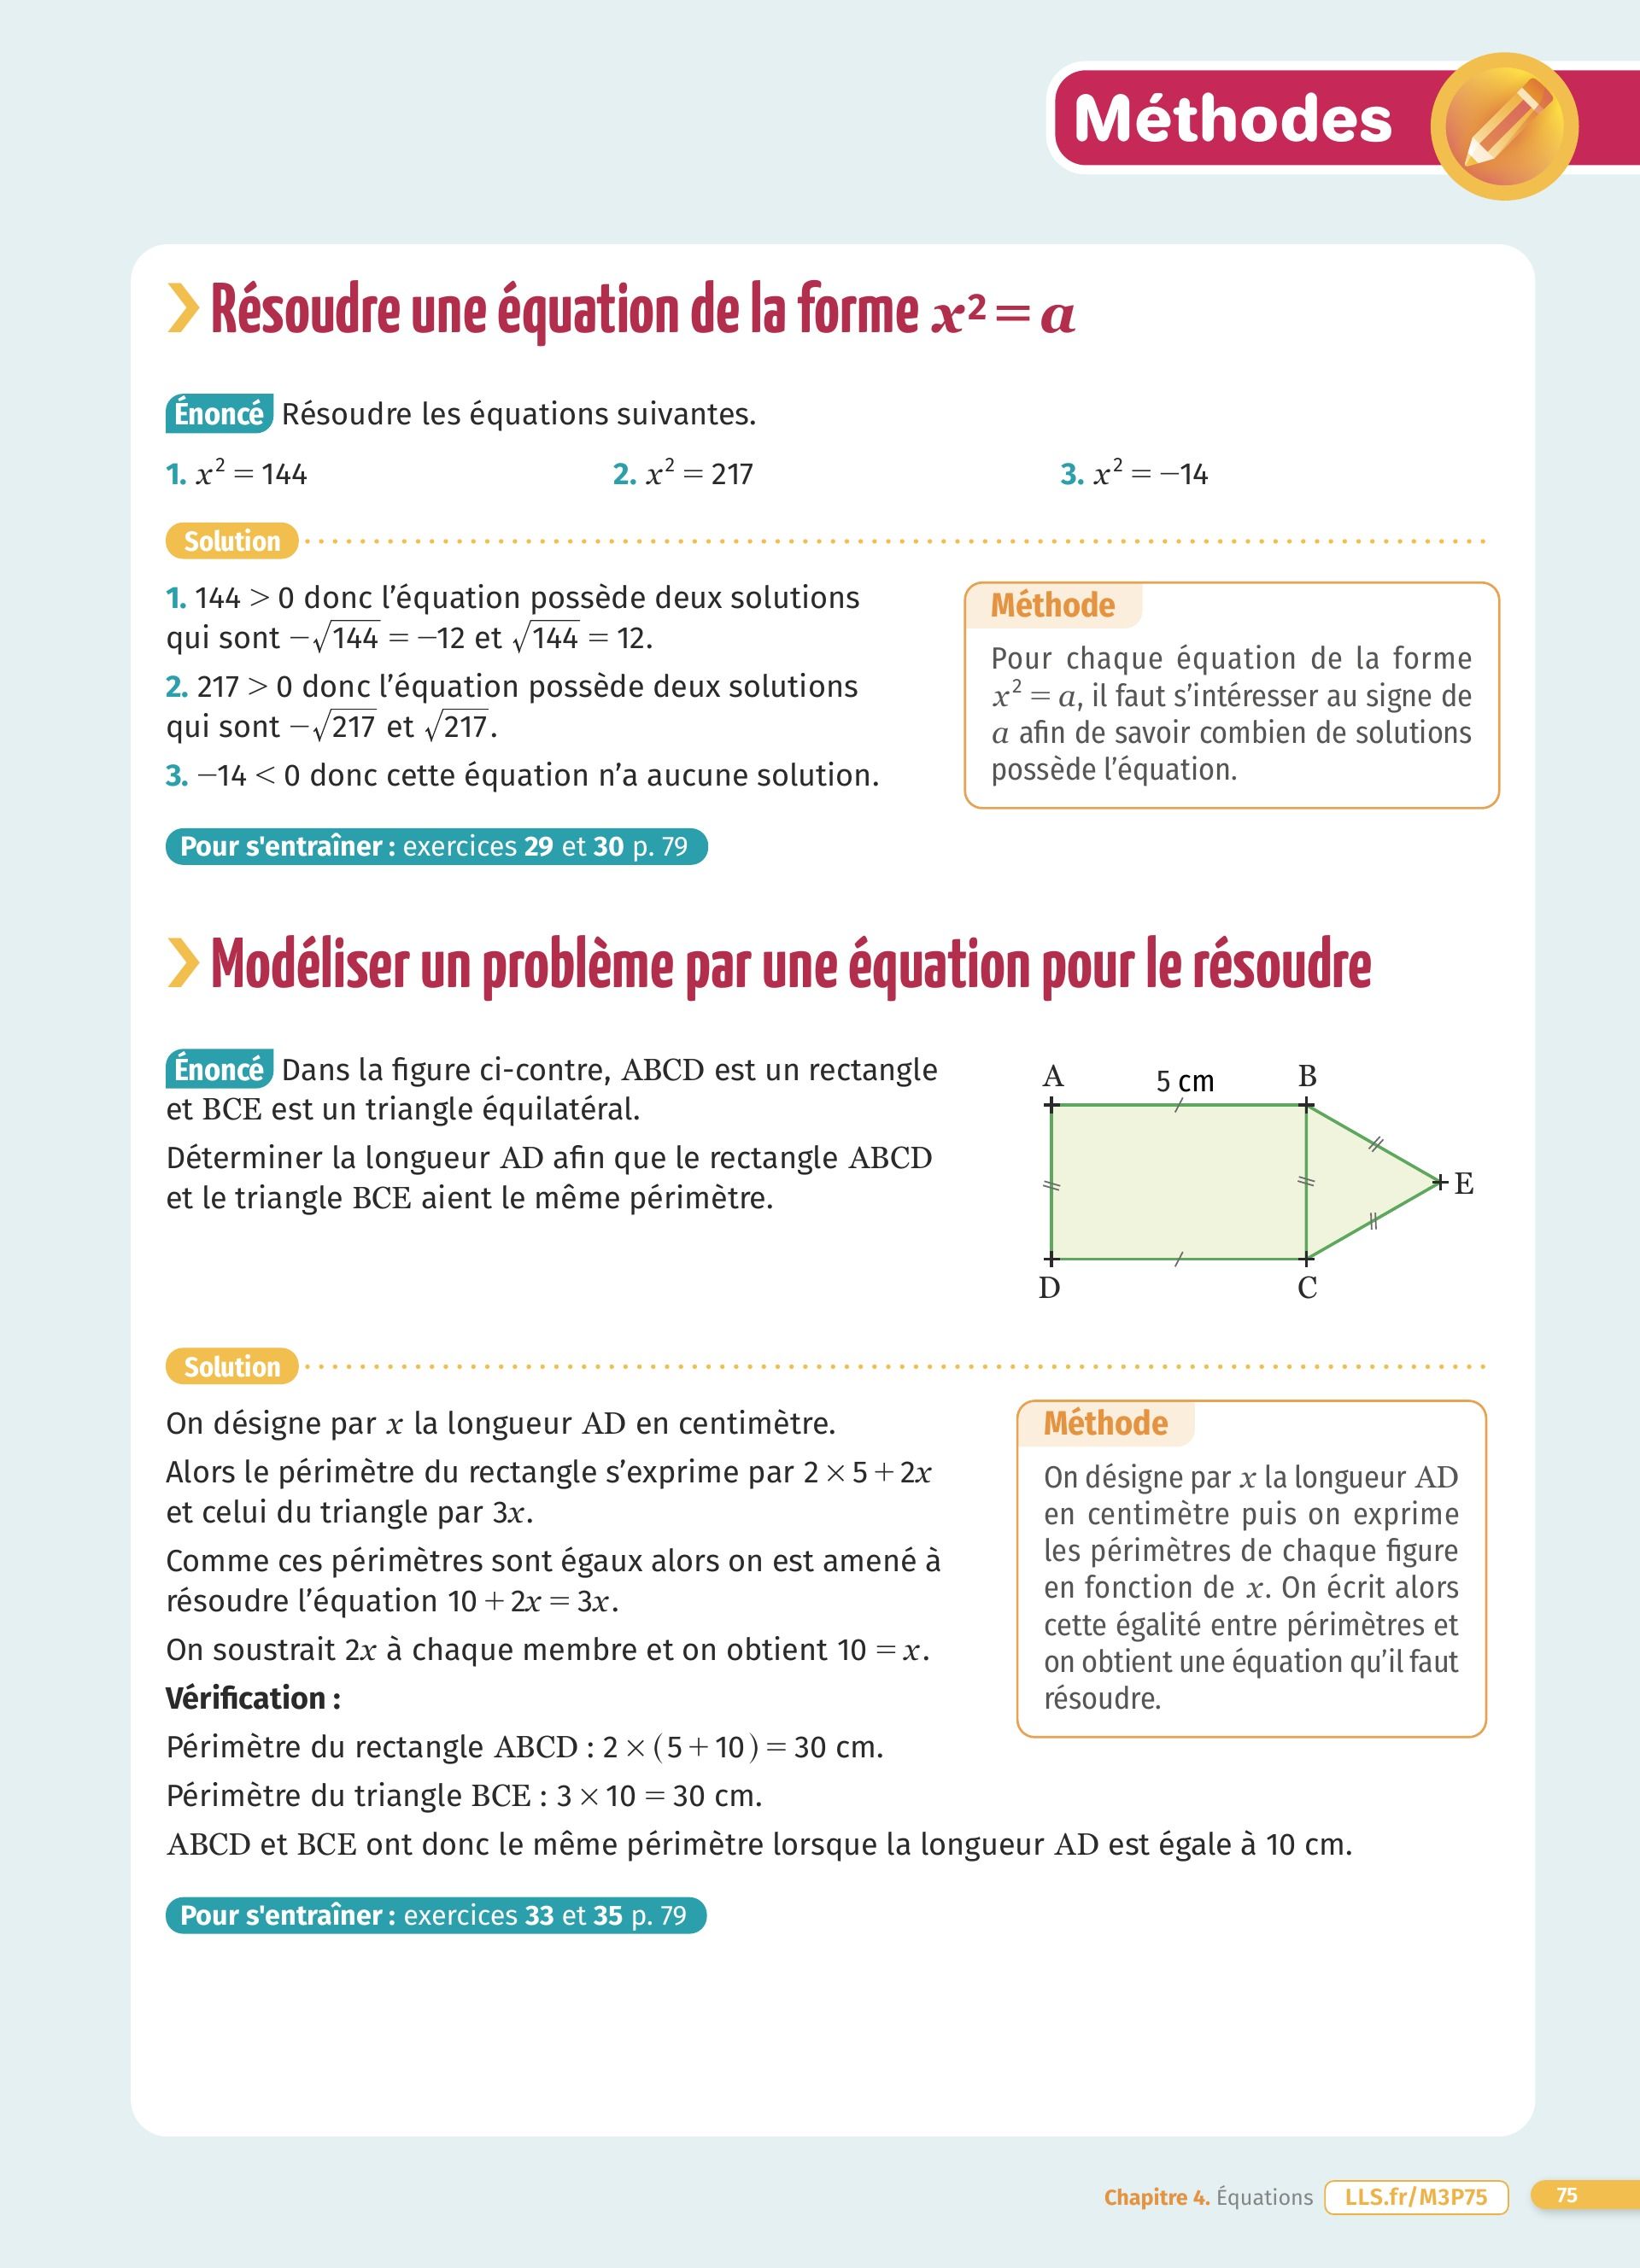 Méthodes
Résoudre une équation de la forme x² = a
Énoncé Résoudre les équations suivantes.
1. x² = 144
2. x² = 217
3. x² = −14
Solution
1. 144 > 0 donc l’équation possède deux solutions
qui sont −√144 = −12 et √144 = 12.
2. 217 > 0 donc l’équation possède deux solutions
qui sont −√217 et √217.
3. −14 < 0 donc cette équation n’a aucune solution.
Méthode
Pour chaque équation de la forme
x² = a, il faut s’intéresser au signe de
a afin de savoir combien de solutions
possède l’équation.
Pour s'entraîner : exercices 29 et 30 p. 79
Modéliser un problème par une équation pour le résoudre
Énoncé Dans la figure ci-contre, ABCD est un rectangle
et BCE est un triangle équilatéral.
Déterminer la longueur AD afin que le rectangle ABCD
et le triangle BCE aient le même périmètre.
A
5 cm
B
E
D
C
Solution
On désigne par x la longueur AD en centimètre.
Alors le périmètre du rectangle s’exprime par 2 × 5 + 2x
et celui du triangle par 3x.
Comme ces périmètres sont égaux alors on est amené à
résoudre l’équation 10 + 2x = 3x.
On soustrait 2x à chaque membre et on obtient 10 = x.
Vérification :
Périmètre du rectangle ABCD : 2 × (5 + 10) = 30 cm.
Périmètre du triangle BCE : 3 × 10 = 30 cm.
ABCD et BCE ont donc le même périmètre lorsque la longueur AD est égale à 10 cm.
Méthode
On désigne par x la longueur AD
en centimètre puis on exprime
les périmètres de chaque figure
en fonction de x. On écrit alors
cette égalité entre périmètres et
on obtient une équation qu’il faut
résoudre.
Pour s'entraîner : exercices 33 et 35 p. 79
Chapitre 4. Équations
LLS.fr/M3P75
75